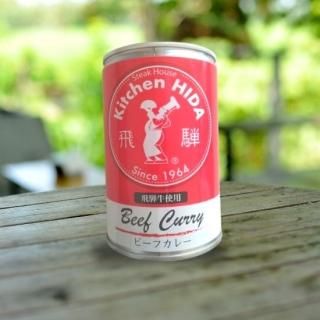 Steak House
Kitchen HIDA
飛騨
®
Since 1964
飛騨牛使用
Beef Curry
ビーフカレー